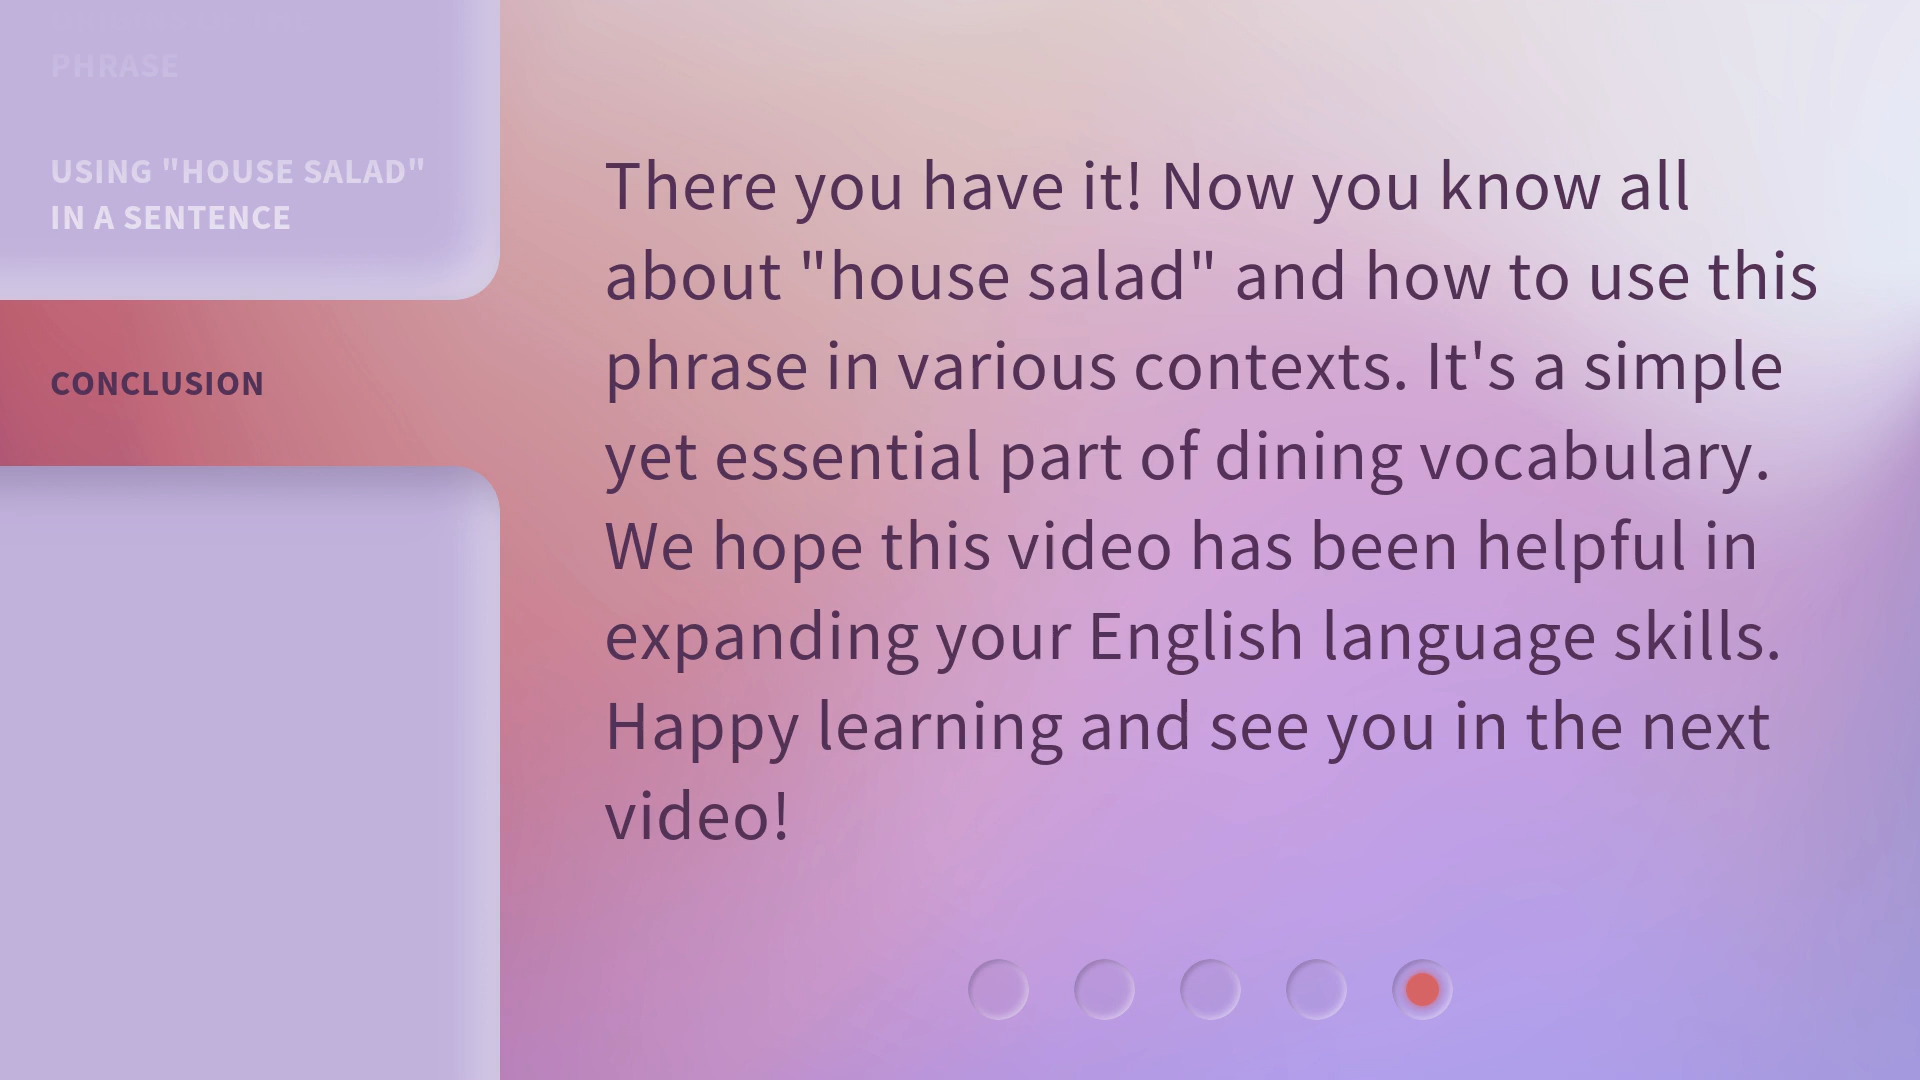 PHRASE
USING "HOUSE SALAD"
IN A SENTENCE
CONCLUSION
There you have it! Now you know all
about "house salad" and how to use this
phrase in various contexts. It's a simple
yet essential part of dining vocabulary.
We hope this video has been helpful in
expanding your English language skills.
Happy learning and see you in the next
video!